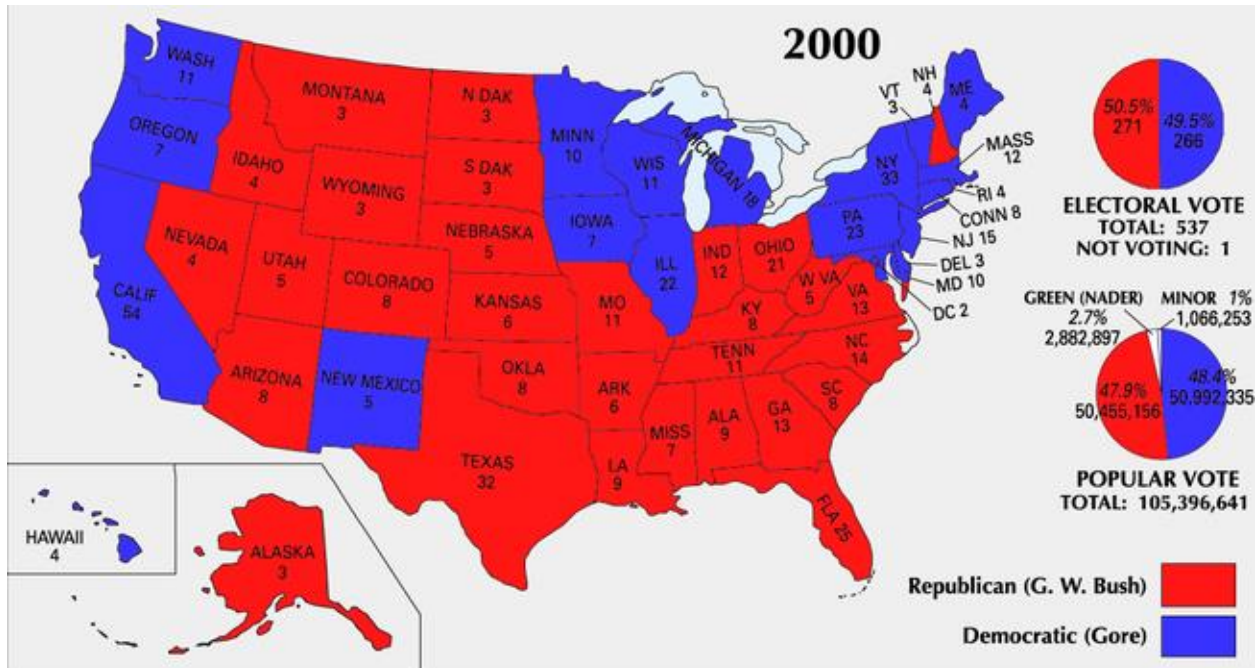 2000
WASH
11
OREGON
7
CALIF
54
NEVADA
4
IDAHO
4
MONTANA
3
WYOMING
3
UTAH
5
COLORADO
8
ARIZONA
8
NEW MEXICO
5
N DAK
3
S DAK
3
NEBRASKA
5
KANSAS
6
OKLA
8
TEXAS
32
MINN
10
IOWA
7
MO
11
ARK
6
LA
9
WIS
11
ILL
22
MICHIGAN 18
IND
12
OHIO
21
KY
8
TENN
11
MISS
7
ALA
9
GA
13
FLA 25
SC
8
NC
14
VA
13
W VA
5
PA
23
NY
33
VT
3
NH
4
ME
4
MASS
12
RI 4
CONN 8
NJ 15
DEL 3
MD 10
DC 2
HAWAII
4
ALASKA
3
50.5%
271
49.5%
266
ELECTORAL VOTE
TOTAL: 537
NOT VOTING: 1
GREEN (NADER)
2.7%
2,882,897
MINOR 1%
1,066,253
47.9%
50,455,156
48.4%
50,992,335
POPULAR VOTE
TOTAL: 105,396,641
Republican (G. W. Bush)
Democratic (Gore)